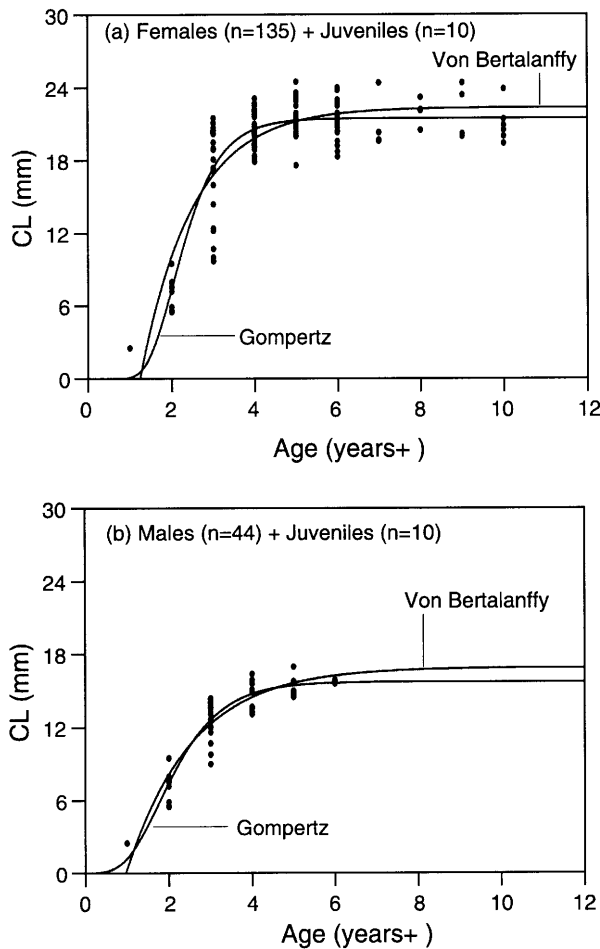 (a) Females (n=135) + Juveniles (n=10)
Von Bertalanffy
Gompertz
CL (mm)
30
24
18
12
6
0
0 2 4 6 8 10 12
Age (years+ )
(b) Males (n=44) + Juveniles (n=10)
Von Bertalanffy
Gompertz
CL (mm)
30
24
18
12
6
0
0 2 4 6 8 10 12
Age (years+ )